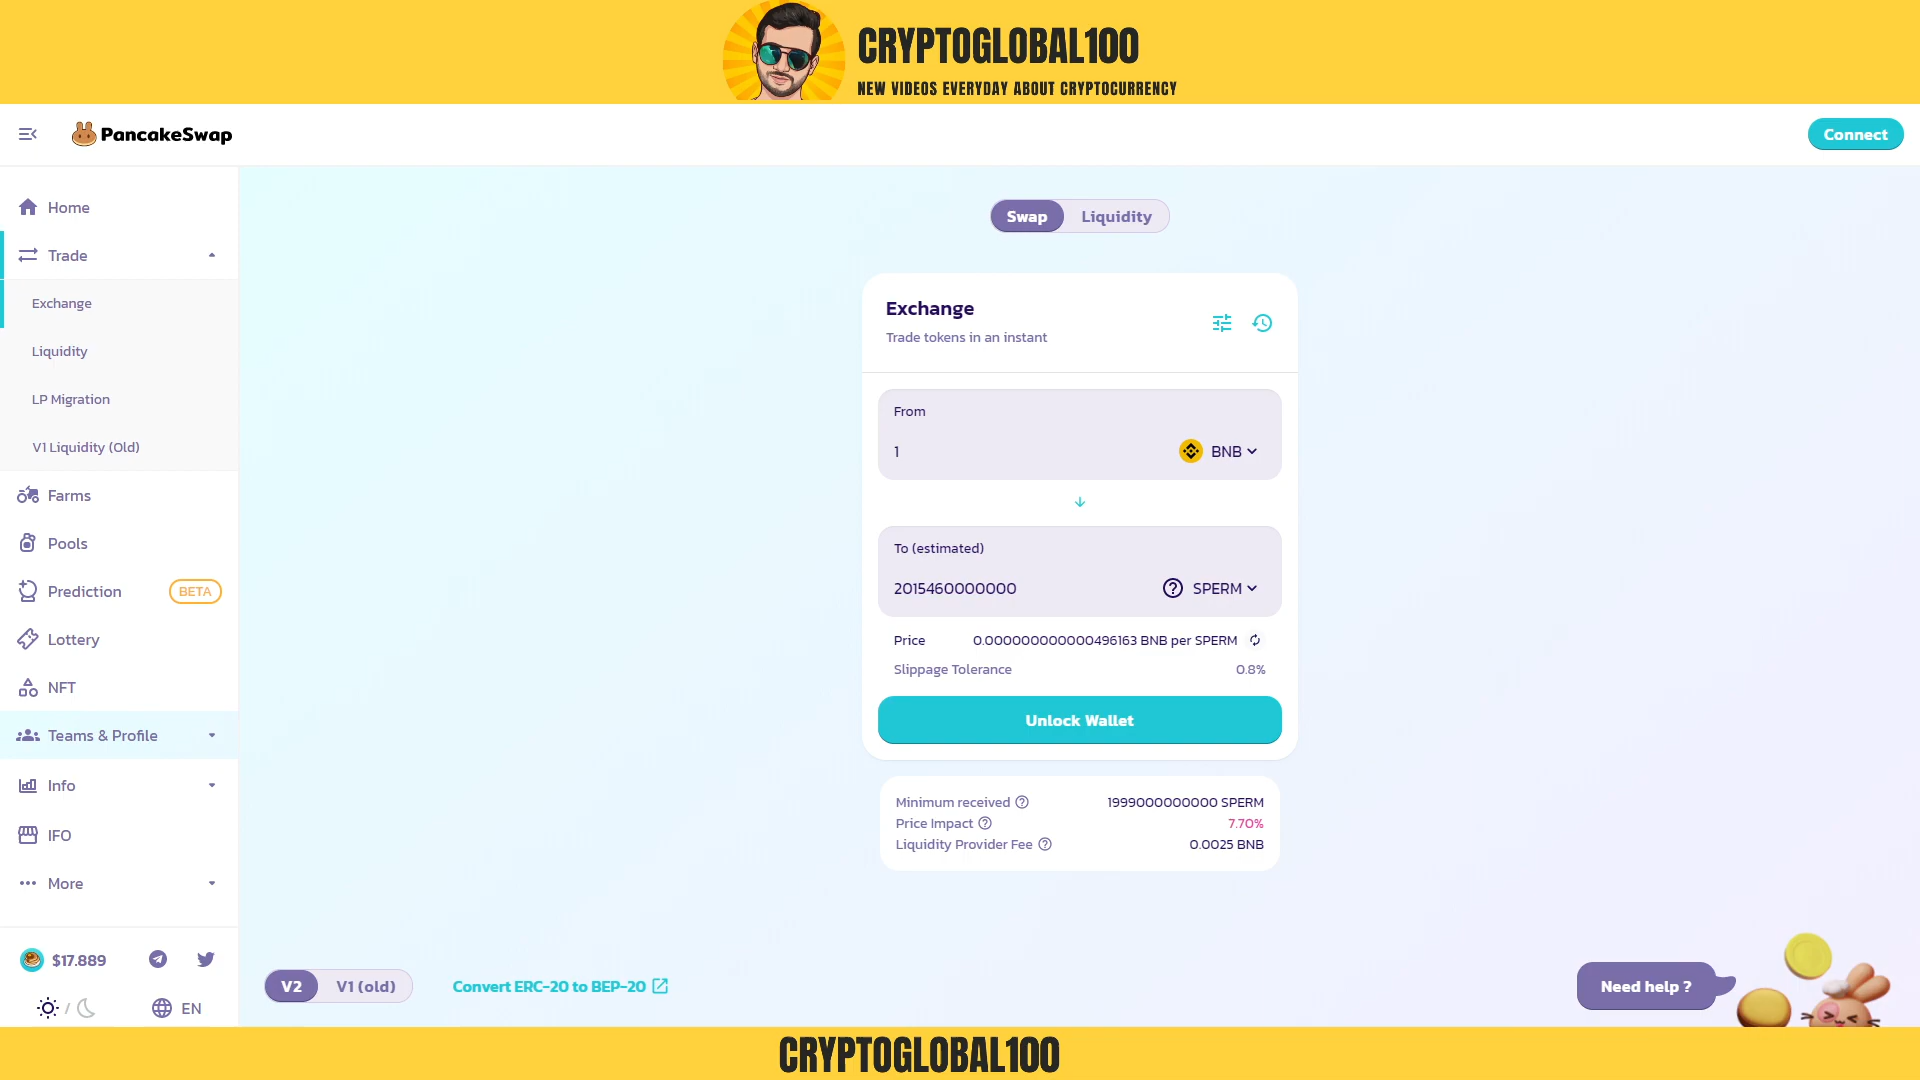 CRYPTOGLOBAL100
NEW VIDEOS EVERYDAY ABOUT CRYPTOCURRENCY
PancakeSwap
Connect
Home
Trade
Exchange
Liquidity
LP Migration
V1 Liquidity (Old)
Farms
Pools
Prediction BETA
Lottery
NFT
Teams & Profile
Info
IFO
More
$17.889
/ EN
Swap Liquidity
Exchange
Trade tokens in an instant
From
1 BNB
To (estimated)
2015460000000 SPERM
Price 0.000000000000496163 BNB per SPERM
Slippage Tolerance 0.8%
Unlock Wallet
Minimum received 1999000000000 SPERM
Price Impact 7.70%
Liquidity Provider Fee 0.0025 BNB
V2 V1 (old) Convert ERC-20 to BEP-20
Need help ?
CRYPTOGLOBAL100